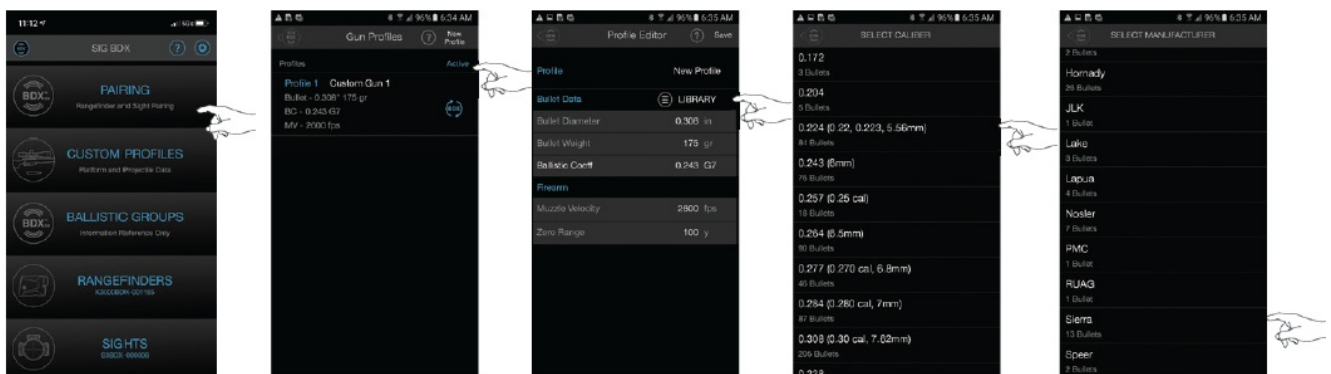 11:12
SIG BDX
?
BDX
PAIRING
Rangefinder and Sight Pairing
CUSTOM PROFILES
Platform and Projectile Data
BDX
BALLISTIC GROUPS
Information Reference Only
RANGEFINDERS
SIGHTS
96% 6:34 AM
Gun Profiles
?
New
Profile
Profiles
Active
Profile 1 Custom Gun 1
Bullet - 0.308" 175 gr
BC - 0.243 G7
MV - 2000 fps
BDX
96% 6:35 AM
Profile Editor
?
Save
Profile
New Profile
Bullet Data
LIBRARY
Bullet Diameter
0.308 in
Bullet Weight
175 gr
Ballistic Coeff
0.243 G7
Firearm
Muzzle Velocity
2600 fps
Zero Range
100 y
96% 6:35 AM
SELECT CALIBER
0.172
3 Bullets
0.204
5 Bullets
0.224 (0.22, 0.223, 5.56mm)
84 Bullets
0.243 (6mm)
76 Bullets
0.257 (0.25 cal)
18 Bullets
0.264 (6.5mm)
90 Bullets
0.277 (0.270 cal, 6.8mm)
46 Bullets
0.284 (0.280 cal, 7mm)
87 Bullets
0.308 (0.30 cal, 7.62mm)
205 Bullets
0.338
96% 6:35 AM
SELECT MANUFACTURER
2 Bullets
Hornady
26 Bullets
JLK
1 Bullet
Lake
3 Bullets
Lapua
4 Bullets
Nosler
7 Bullets
PMC
1 Bullet
RUAG
1 Bullet
Sierra
13 Bullets
Speer
2 Bullets